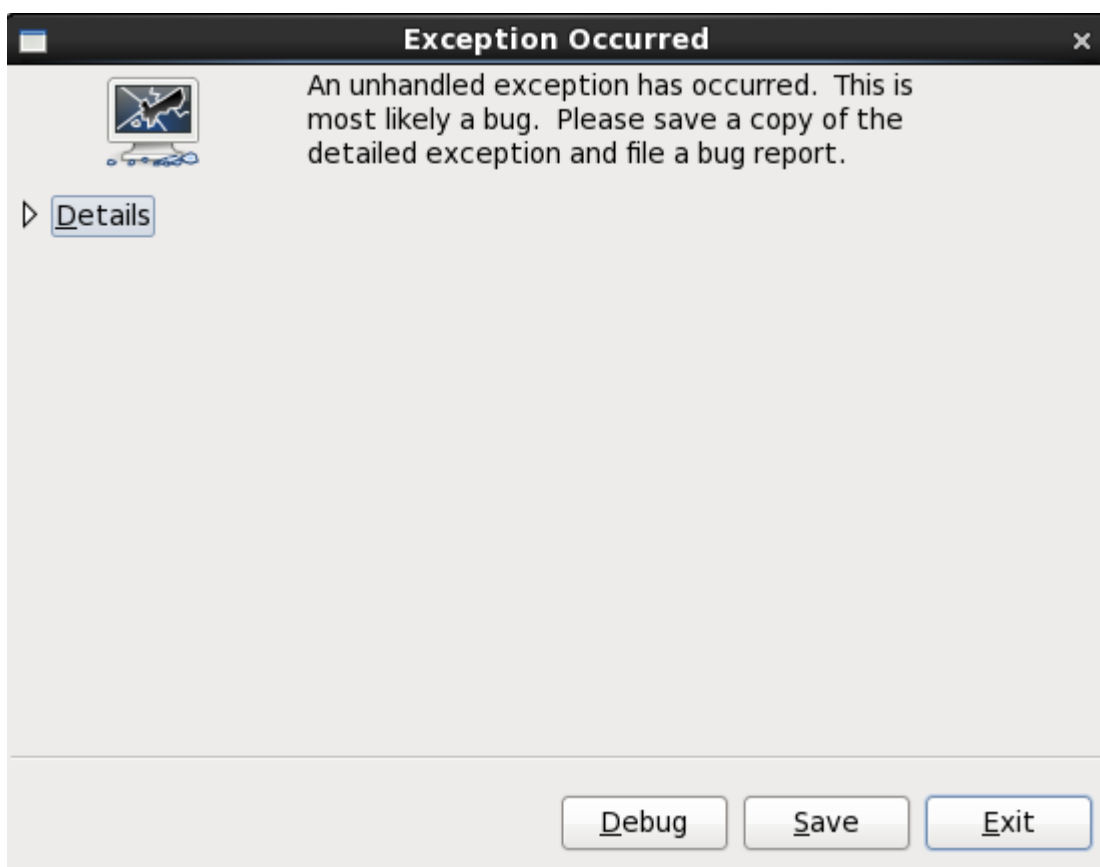 Exception Occurred
An unhandled exception has occurred.  This is
most likely a bug.  Please save a copy of the
detailed exception and file a bug report.
Details
Debug
Save
Exit